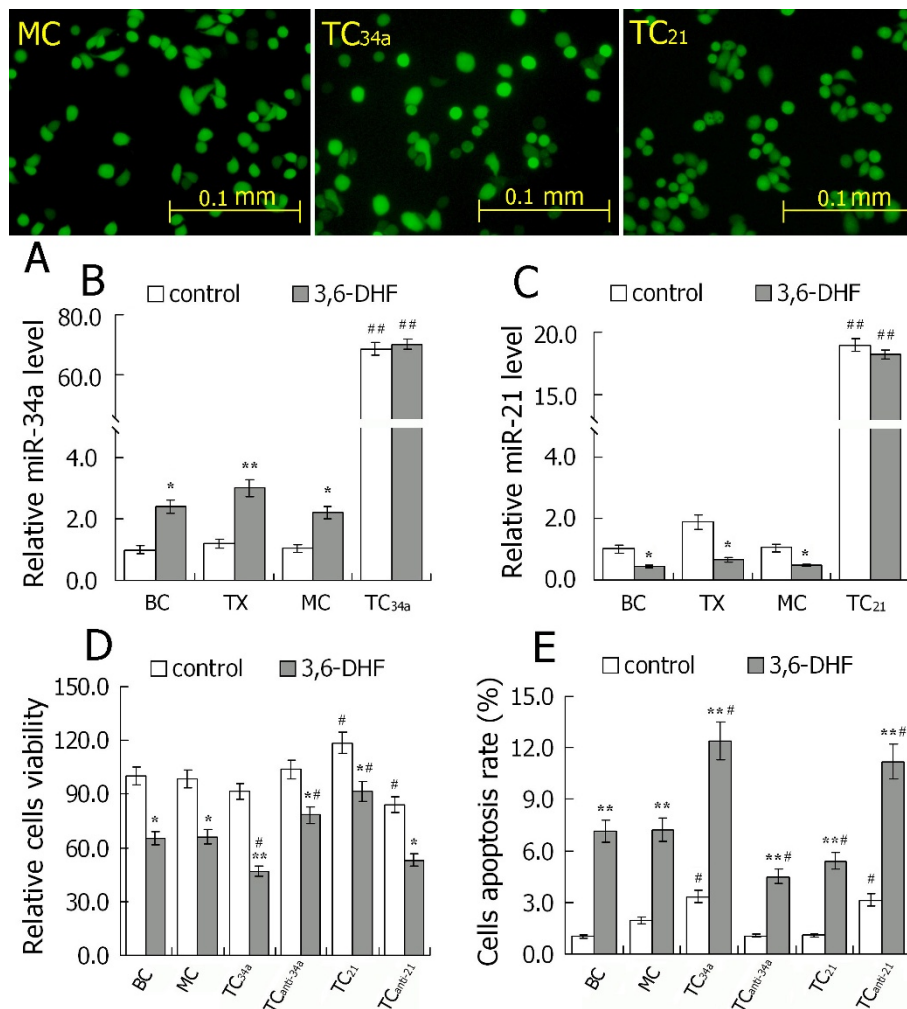 MC
TC34a
TC21
0.1 mm
0.1 mm
0.1 mm
A
B
control
3,6-DHF
Relative miR-34a level
80.0
60.0
4.0
2.0
0.0
##
##
*
**
*
BC
TX
MC
TC34a
C
control
3,6-DHF
Relative miR-21 level
20.0
15.0
4.0
2.0
0.0
##
##
*
*
*
BC
TX
MC
TC21
D
control
3,6-DHF
Relative cells viability
150.0
120.0
90.0
60.0
30.0
0.0
*
*
#
**
*#
#
*#
#
*
BC
MC
TC34a
TCanti-34a
TC21
TCanti-21
E
control
3,6-DHF
Cells apoptosis rate (%)
15.0
12.0
9.0
6.0
3.0
0.0
**
**
#
**#
**#
**#
#
**#
BC
MC
TC34a
TCanti-34a
TC21
TCanti-21